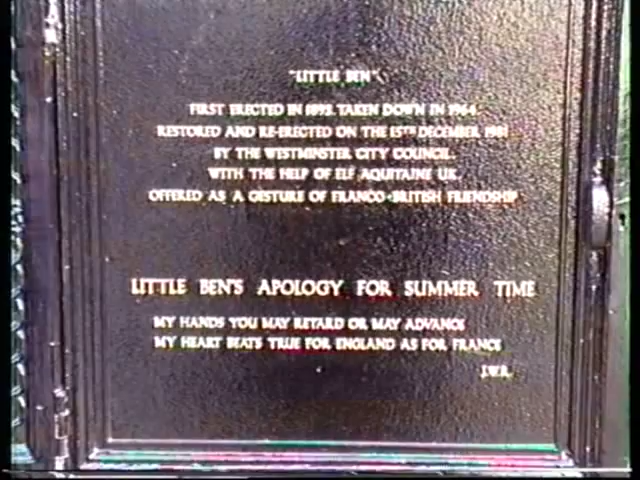 "LITTLE BEN"
FIRST ERECTED IN 1892. TAKEN DOWN IN 1964
RESTORED AND RE-ERECTED ON THE 15TH DECEMBER 1981
BY THE WESTMINSTER CITY COUNCIL.
WITH THE HELP OF ELF AQUITAINE UK.
OFFERED AS A GESTURE OF FRANCO-BRITISH FRIENDSHIP
LITTLE BEN'S APOLOGY FOR SUMMER TIME
MY HANDS YOU MAY RETARD OR MAY ADVANCE
MY HEART BEATS TRUE FOR ENGLAND AS FOR FRANCE
J.W.R.